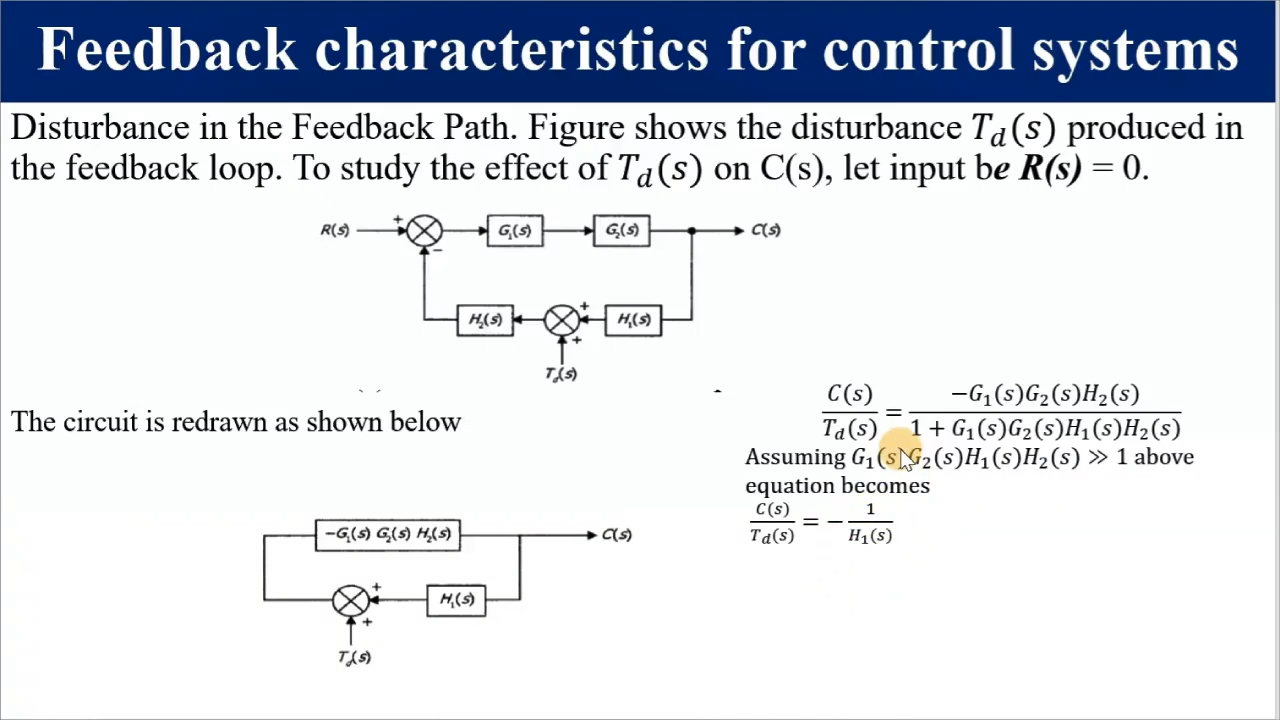 Feedback characteristics for control systems
Disturbance in the Feedback Path. Figure shows the disturbance T_d(s) produced in
the feedback loop. To study the effect of T_d(s) on C(s), let input be R(s) = 0.
R(s) + − G₁(s) G₂(s) C(s)
H₂(s) + + H₁(s)
T_d(s)
The circuit is redrawn as shown below
C(s)/T_d(s) = −G₁(s)G₂(s)H₂(s) / 1 + G₁(s)G₂(s)H₁(s)H₂(s)
Assuming G₁(s)G₂(s)H₁(s)H₂(s) ≫ 1 above
equation becomes
C(s)/T_d(s) = − 1/H₁(s)
−G₁(s) G₂(s) H₂(s) C(s)
+ + H₁(s)
T_d(s)